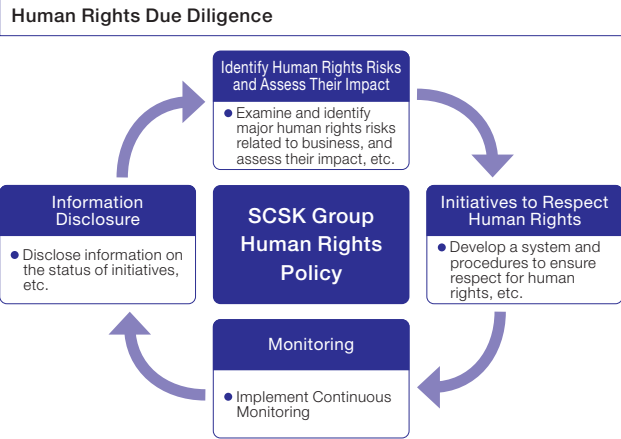 Human Rights Due Diligence
Identify Human Rights Risks
and Assess Their Impact
● Examine and identify
major human rights risks
related to business, and
assess their impact, etc.
Information
Disclosure
● Disclose information on
the status of initiatives,
etc.
SCSK Group
Human Rights
Policy
Initiatives to Respect
Human Rights
● Develop a system and
procedures to ensure
respect for human
rights, etc.
Monitoring
● Implement Continuous
Monitoring